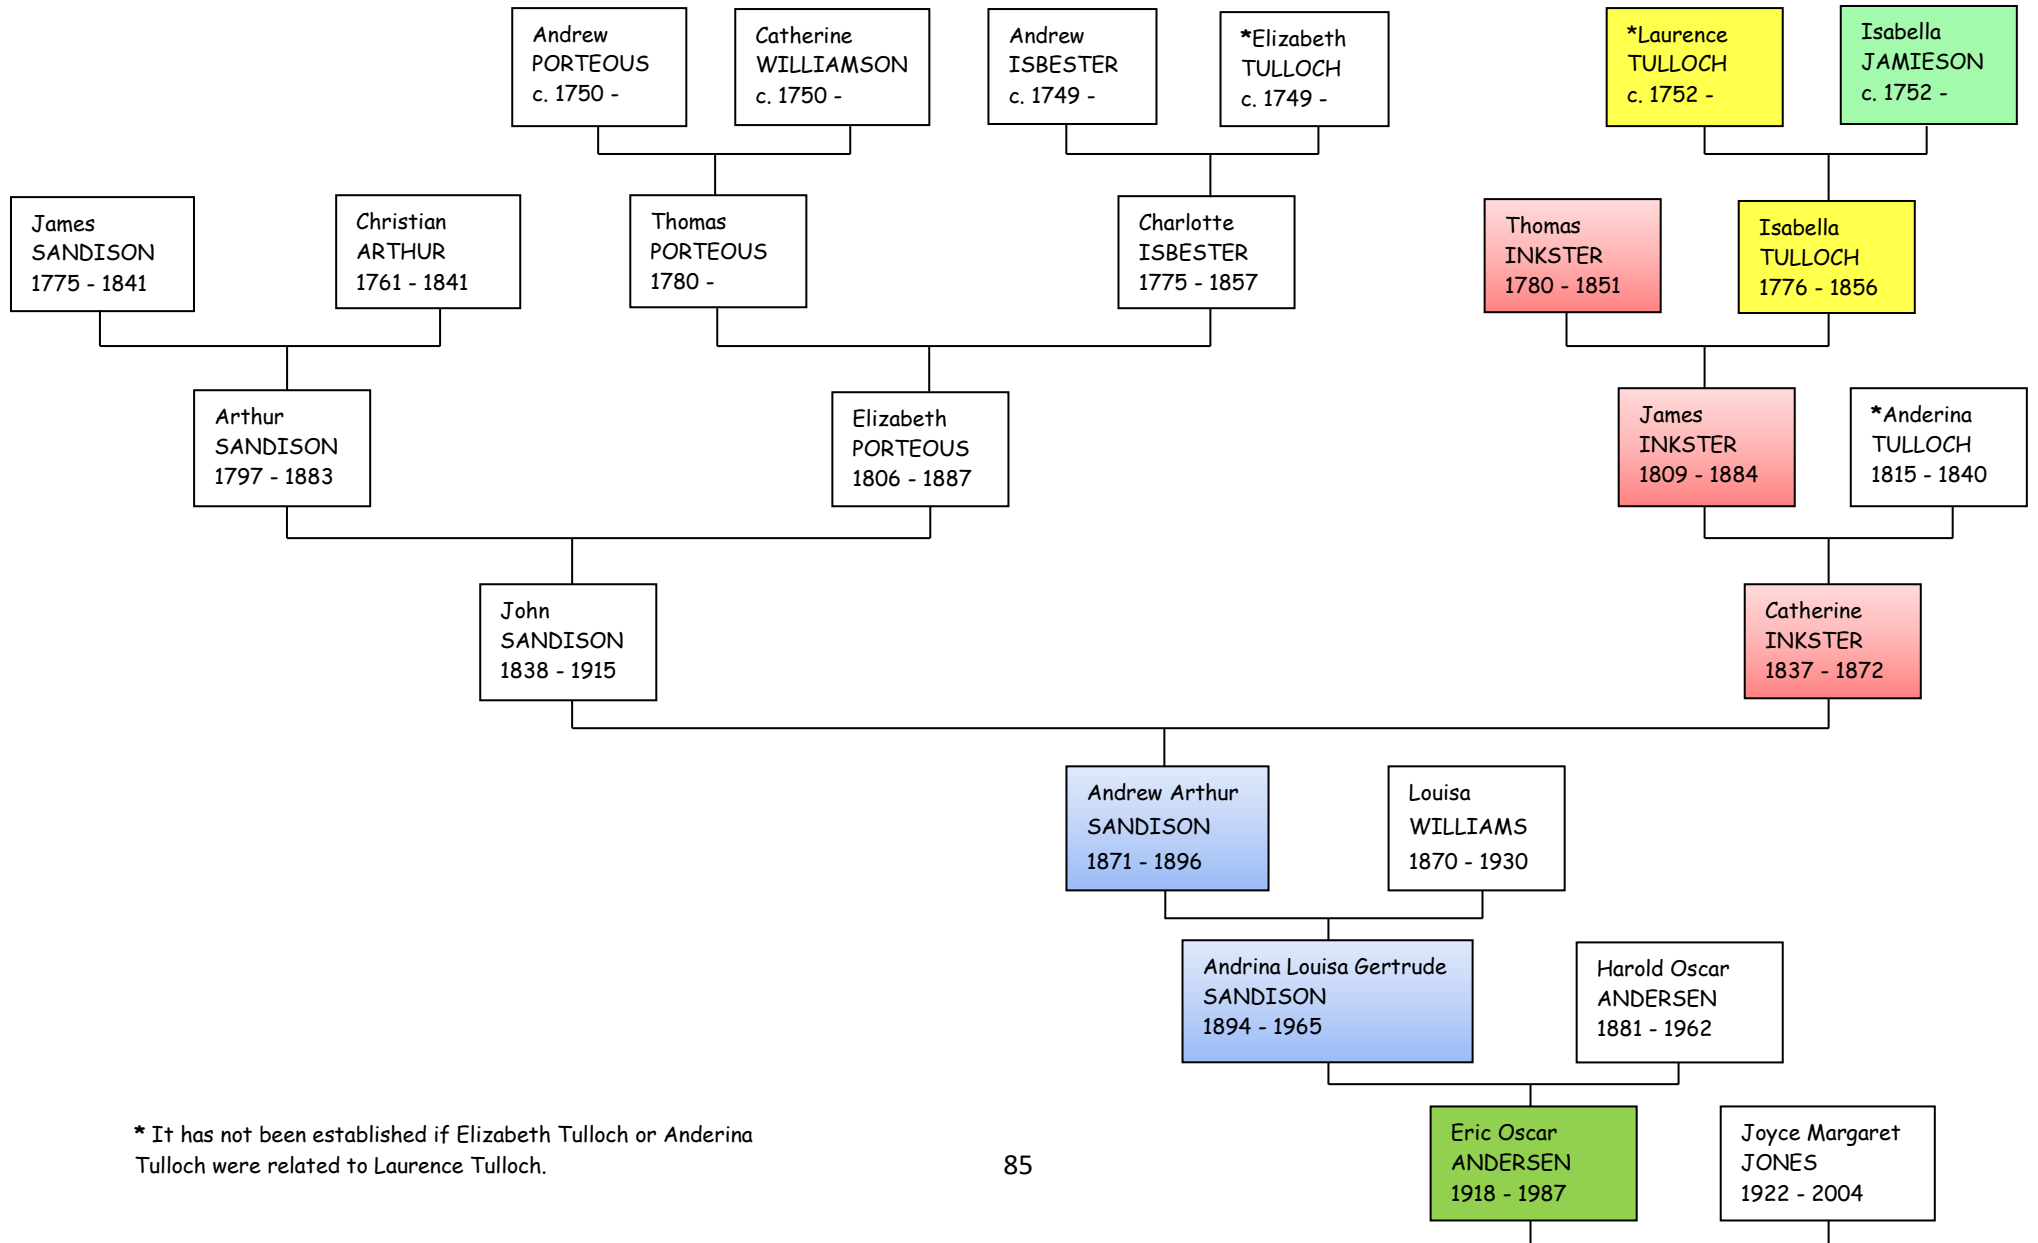 Andrew
PORTEOUS
c. 1750 -
Catherine
WILLIAMSON
c. 1750 -
Andrew
ISBESTER
c. 1749 -
*Elizabeth
TULLOCH
c. 1749 -
*Laurence
TULLOCH
c. 1752 -
Isabella
JAMIESON
c. 1752 -
James
SANDISON
1775 - 1841
Christian
ARTHUR
1761 - 1841
Thomas
PORTEOUS
1780 -
Charlotte
ISBESTER
1775 - 1857
Thomas
INKSTER
1780 - 1851
Isabella
TULLOCH
1776 - 1856
Arthur
SANDISON
1797 - 1883
Elizabeth
PORTEOUS
1806 - 1887
James
INKSTER
1809 - 1884
*Anderina
TULLOCH
1815 - 1840
John
SANDISON
1838 - 1915
Catherine
INKSTER
1837 - 1872
Andrew Arthur
SANDISON
1871 - 1896
Louisa
WILLIAMS
1870 - 1930
Andrina Louisa Gertrude
SANDISON
1894 - 1965
Harold Oscar
ANDERSEN
1881 - 1962
Eric Oscar
ANDERSEN
1918 - 1987
Joyce Margaret
JONES
1922 - 2004
* It has not been established if Elizabeth Tulloch or Anderina
Tulloch were related to Laurence Tulloch.
85